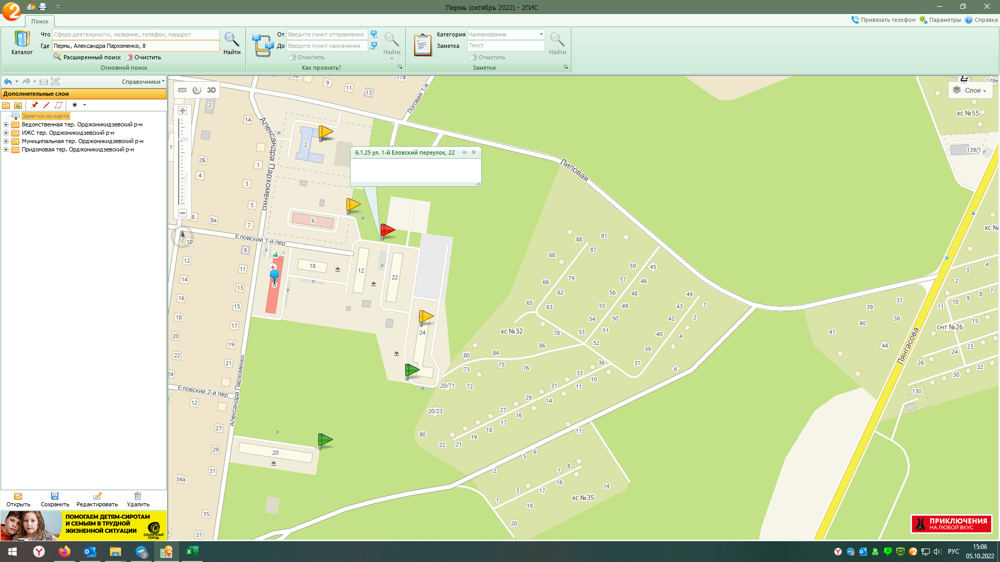 Пермь (октябрь 2022) - 2ГИС
Поиск
Привязать телефон
Параметры
Справка
Каталог
Что
Сфера деятельности, название, телефон, маршрут
Где
Пермь, Александра Пархоменко, 8
Расширенный поиск
Очистить
Найти
Основной поиск
От
Введите пункт отправления
До
Введите пункт назначения
Очистить
Найти
Как проехать?
Категория
Наименование
Заметка
Текст
Очистить
Найти
Заметки
Справочники
Дополнительные слои
Заметки на карте
Ведомственная тер. Орджоникидзевский р-н
ИЖС тер. Орджоникидзевский р-н
Муниципальная тер. Орджоникидзевский р-н
Придомовая тер. Орджоникидзевский р-н
Открыть
Сохранить
Редактировать
Удалить
ПОМОГАЕМ ДЕТЯМ-СИРОТАМ
И СЕМЬЯМ В ТРУДНОЙ
ЖИЗНЕННОЙ СИТУАЦИИ
СОЛНЕЧНЫЙ
ГОРОД
3D
Слои
6.1.25 ул. 1-й Еловский переулок, 22
Логовая 1-я
Александра Пархоменко
Липовая
Еловский 1-й пер
Александра Пархоменко
Еловский 2-й пер
Лянгасова
кс №55
139/1
кс №32
снт №26
кс №35
20/71
20/23
130
34а
8а
2Б
ПРИКЛЮЧЕНИЯ
НА ЛЮБОЙ ВКУС
РУС
15:06
05.10.2022